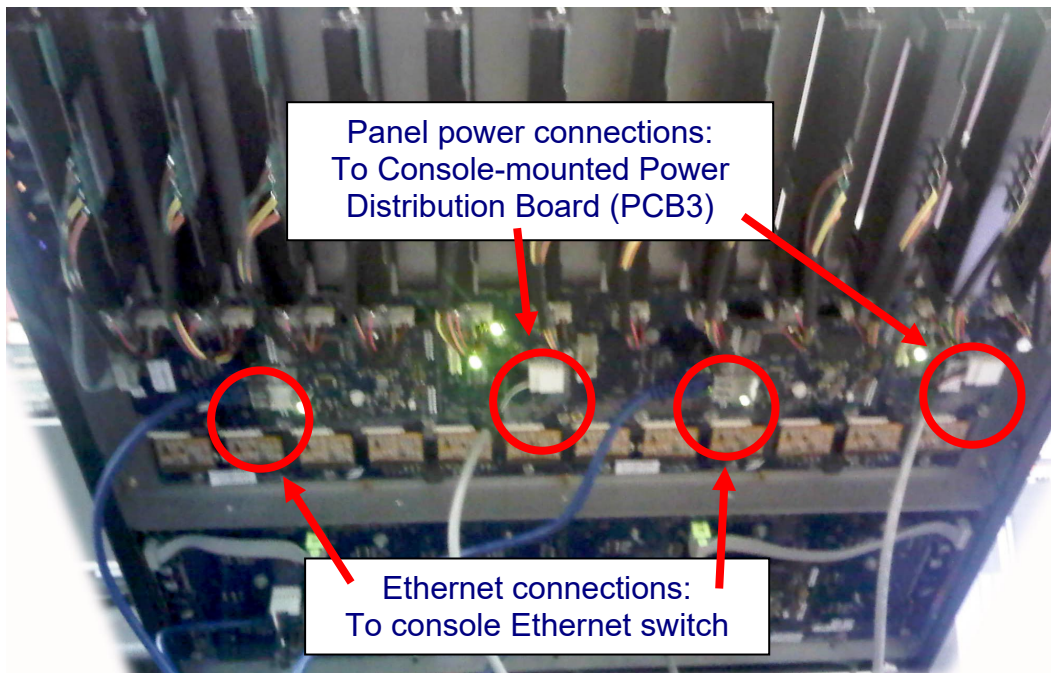 Panel power connections:
To Console-mounted Power
Distribution Board (PCB3)
Ethernet connections:
To console Ethernet switch